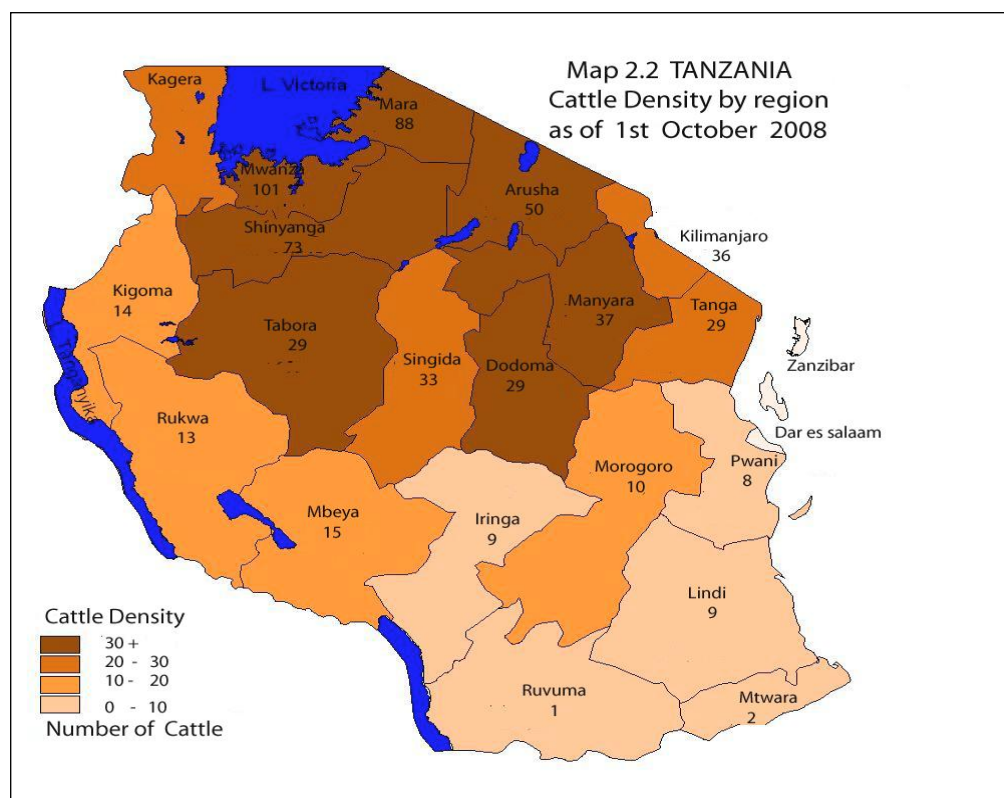 Map 2.2 TANZANIA
Cattle Density by region
as of 1st October 2008
Kagera
L. Victoria
Mara
88
Mwanza
101
Arusha
50
Shinyanga
73
Kilimanjaro
36
Kigoma
14
Tabora
29
Singida
33
Dodoma
29
Manyara
37
Tanga
29
Zanzibar
Tanganyika
Rukwa
13
Dar es salaam
Mbeya
15
Iringa
9
Morogoro
10
Pwani
8
Lindi
9
Ruvuma
1
Mtwara
2
Cattle Density
30 +
20 - 30
10 - 20
0 - 10
Number of Cattle